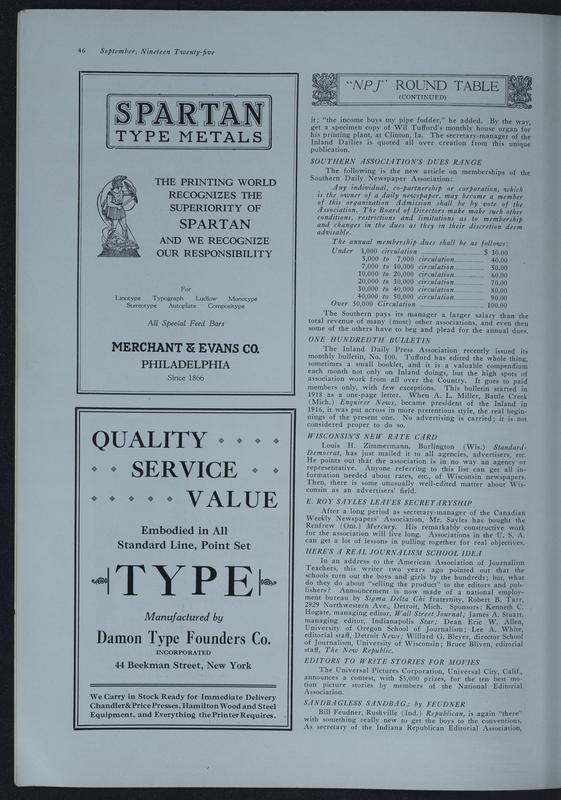 46 September, Nineteen Twenty-five
SPARTAN
TYPE METALS
THE PRINTING WORLD
RECOGNIZES THE
SUPERIORITY OF
SPARTAN
AND WE RECOGNIZE
OUR RESPONSIBILITY
For
Linotype Typograph Ludlow Monotype
Stereotype Autoplate Compositype
All Special Feed Bars
MERCHANT & EVANS CO.
PHILADELPHIA
Since 1866
QUALITY
SERVICE
VALUE
Embodied in All
Standard Line, Point Set
TYPE
Manufactured by
Damon Type Founders Co.
INCORPORATED
44 Beekman Street, New York
We Carry in Stock Ready for Immediate Delivery
Chandler & Price Presses, Hamilton Wood and Steel
Equipment, and Everything the Printer Requires.
"NPJ" ROUND TABLE
(CONTINUED)
it; "the income buys my pipe fodder," he added. By the way,
get a specimen copy of Wil Tufford's monthly house organ for
his printing plant, at Clinton, Ia. The secretary-manager of the
Inland Dailies is quoted all over creation from this unique
publication.
SOUTHERN ASSOCIATION'S DUES RANGE
The following is the new article on memberships of the
Southern Daily Newspaper Association:
Any individual, co-partnership or corporation, which
is the owner of a daily newspaper, may become a member
of this organization Admission shall be by vote of the
Association. The Board of Directors make make such other
conditions, restrictions and limitations as to membership
and changes in the dues as they in their discretion deem
advisable.
The annual membership dues shall be as follows:
Under 3,000 circulation $ 30.00
3,000 to 7,000 circulation 40.00
7,000 to 10,000 circulation 50.00
10,000 to 20,000 circulation 60.00
20,000 to 30,000 circulation 70.00
30,000 to 40,000 circulation 80.00
40,000 to 50,000 circulation 90.00
Over 50,000 Circulation 100.00
The Southern pays its manager a larger salary than the
total revenue of many (most) other associations, and even then
some of the others have to beg and plead for the annual dues.
ONE HUNDREDTH BULLETIN
The Inland Daily Press Association recently issued its
monthly bulletin, No. 100. Tufford has edited the whole thing,
sometimes a small booklet, and it is a valuable compendium
each month not only on Inland doings, but the high spots of
association work from all over the Country. It goes to paid
members only, with few exceptions. This bulletin started in
1918 as a one-page letter. When A. L. Miller, Battle Creek
(Mich.) Enquirer News, became president of the Inland in
1916, it was put across in more pretentious style, the real begin-
nings of the present one. No advertising is carried; it is not
considered proper to do so.
WISCONSIN'S NEW RATE CARD
Louis H. Zimmermann, Burlington (Wis.) Standard-
Democrat, has just mailed it to all agencies, advertisers, etc.
He points out that the association is in no way an agency or
representative. Anyone referring to this list can get all in-
formation needed about rates, etc., of Wisconsin newspapers.
Then, there is some unusually well-edited matter about Wis-
consin as an advertisers' field.
E. ROY SAYLES LEAVES SECRETARYSHIP
After a long period as secretary-manager of the Canadian
Weekly Newspapers' Association, Mr. Sayles has bought the
Renfrew (Ont.) Mercury. His remarkably constructive work
for the association will live long. Associations in the U. S. A.
can get a lot of lessons in pulling together for real objectives.
HERE'S A REAL JOURNALISM SCHOOL IDEA
In an address to the American Association of Journalism
Teachers, this writer two years ago pointed out that the
schools turn out the boys and girls by the hundreds; but, what
do they do about "selling the product" to the editors and pub-
lishers? Announcement is now made of a national employ-
ment bureau by Sigma Delta Chi fraternity, Robert B. Tarr,
2929 Northwestern Ave., Detroit, Mich. Sponsors: Kenneth C.
Hogate, managing editor, Wall Street Journal; James A. Stuart,
managing editor, Indianapolis Star; Dean Eric W. Allen,
University of Oregon School of Journalism; Lee A. White,
editorial staff, Detroit News; Willard G. Bleyer, director School
of Journalism, University of Wisconsin; Bruce Bliven, editorial
staff, The New Republic.
EDITORS TO WRITE STORIES FOR MOVIES
The Universal Pictures Corporation, Universal City, Calif.,
announces a contest, with $5,000 prizes, for the ten best mo-
tion picture stories by members of the National Editorial
Association.
SANDBAGLESS SANDBAG; by FEUDNER
Bill Feudner, Rushville (Ind.) Republican, is again "there"
with something really new to get the boys to the conventions.
As secretary of the Indiana Republican Editorial Association,